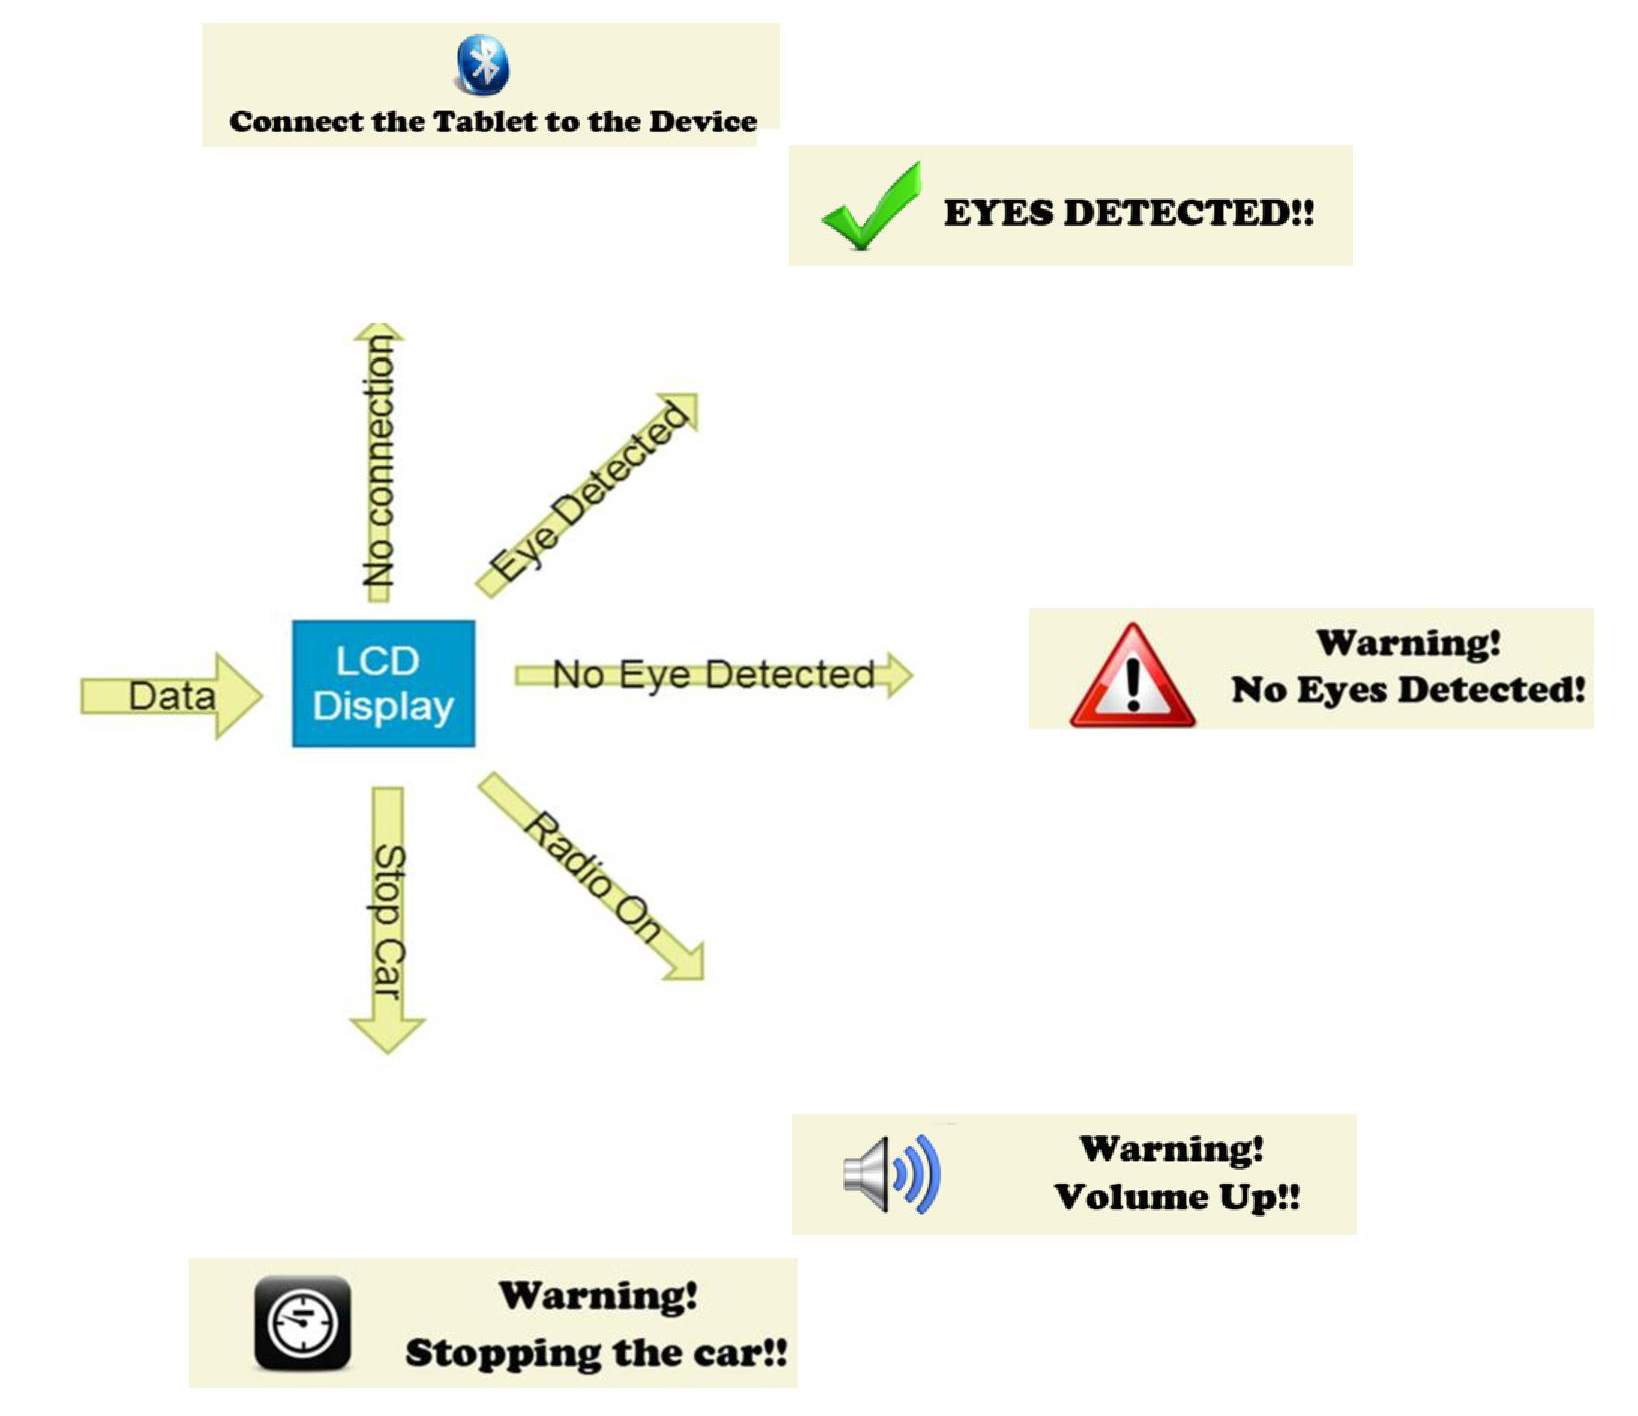 Connect the Tablet to the Device
EYES DETECTED!!
No connection
Eye Detected
Warning!
No Eyes Detected!
No Eye Detected
LCD
Display
Data
Radio On
Stop Car
Warning!
Volume Up!!
Warning!
Stopping the car!!